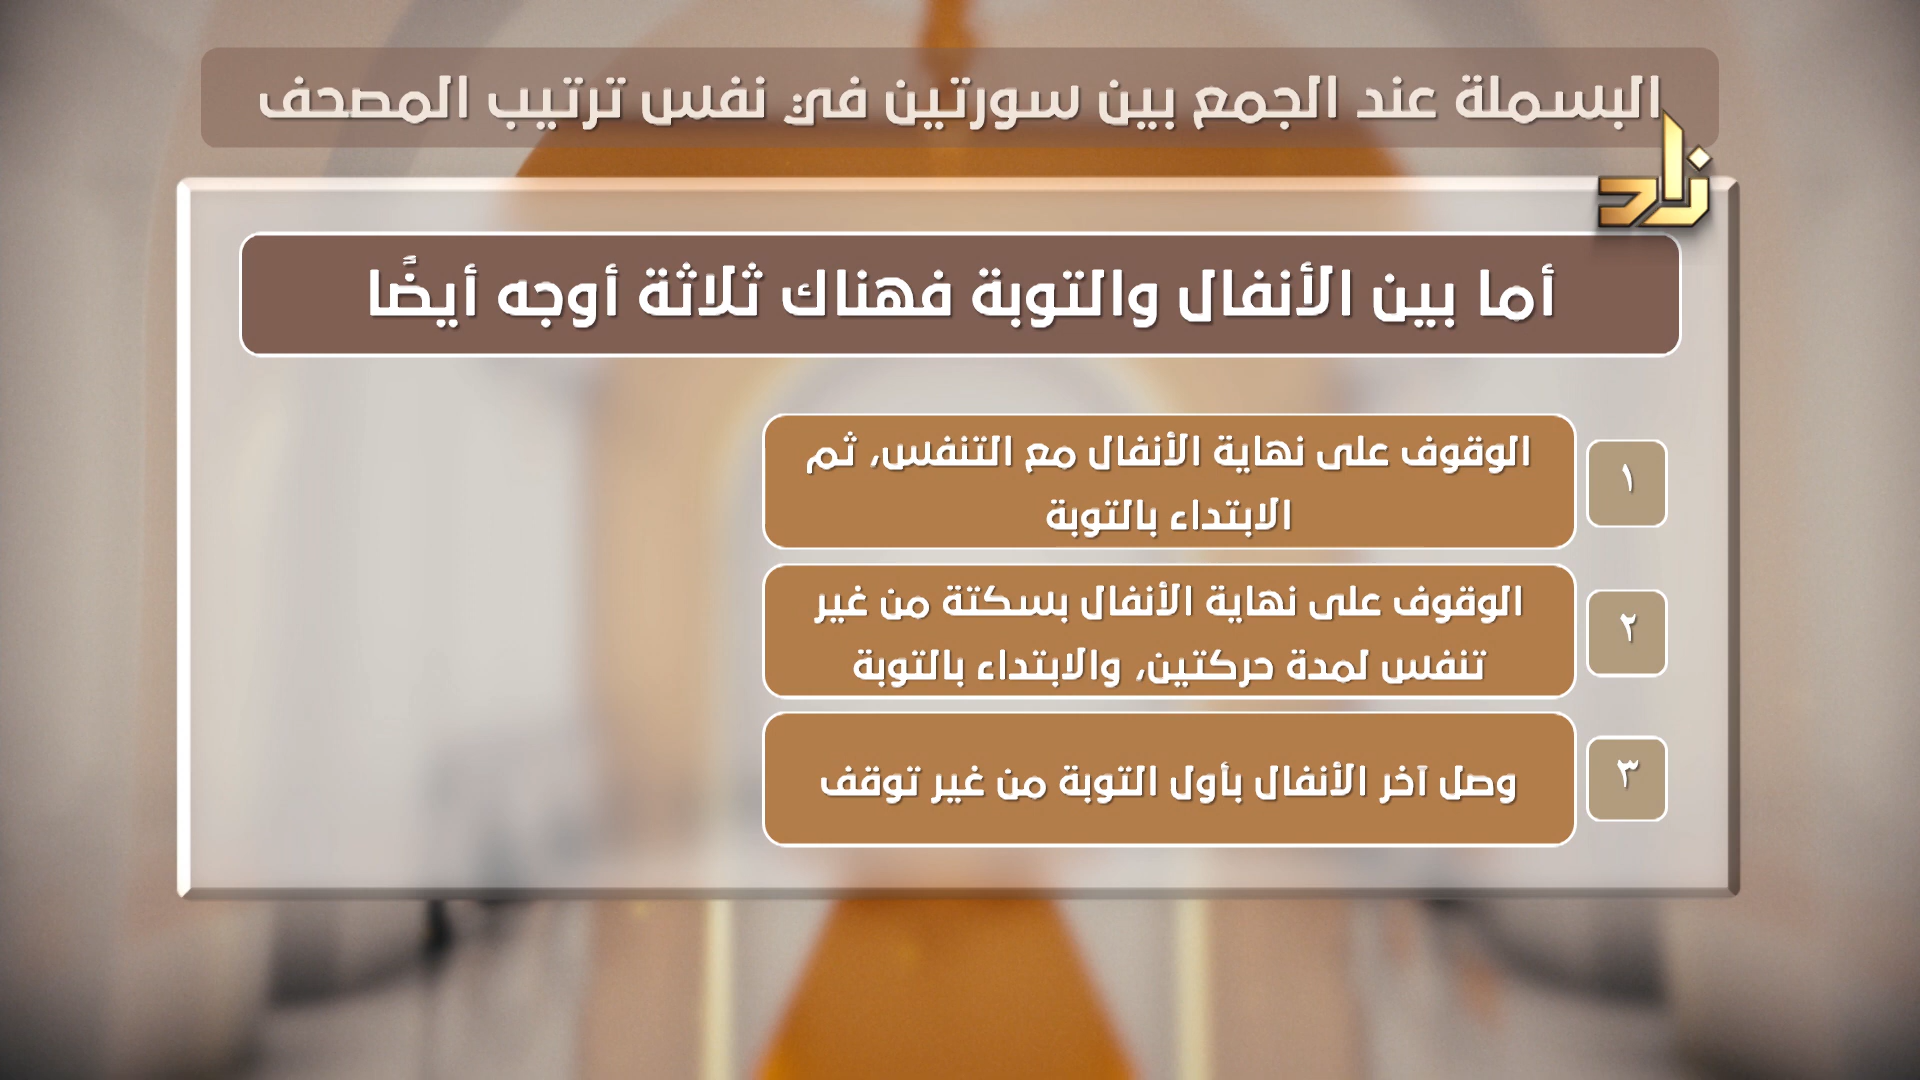 البسملة عند الجمع بين سورتين في نفس ترتيب المصحف
زاد
أما بين الأنفال والتوبة فهناك ثلاثة أوجه أيضًا
١
الوقوف على نهاية الأنفال مع التنفس، ثم
الابتداء بالتوبة
٢
الوقوف على نهاية الأنفال بسكتة من غير
تنفس لمدة حركتين، والابتداء بالتوبة
٣
وصل آخر الأنفال بأول التوبة من غير توقف